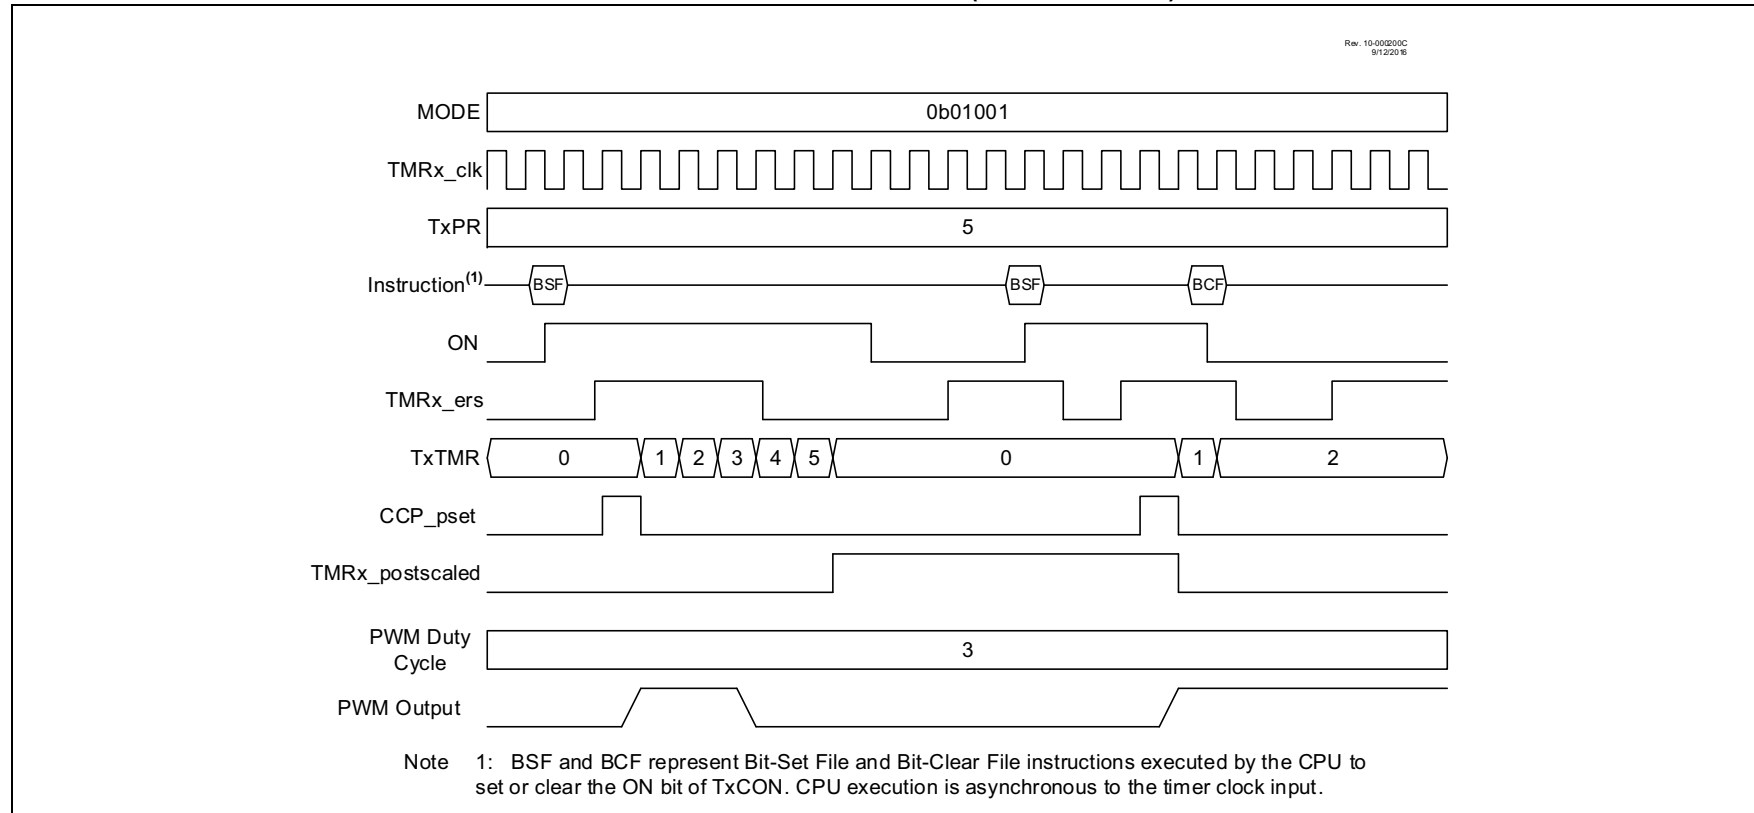 Rev. 10-000200C
9/12/2016
MODE 0b01001
TMRx_clk
TxPR 5
Instruction(1) BSF BSF BCF
ON
TMRx_ers
TxTMR 0 1 2 3 4 5 0 1 2
CCP_pset
TMRx_postscaled
PWM Duty
Cycle 3
PWM Output
Note 1: BSF and BCF represent Bit-Set File and Bit-Clear File instructions executed by the CPU to
set or clear the ON bit of TxCON. CPU execution is asynchronous to the timer clock input.